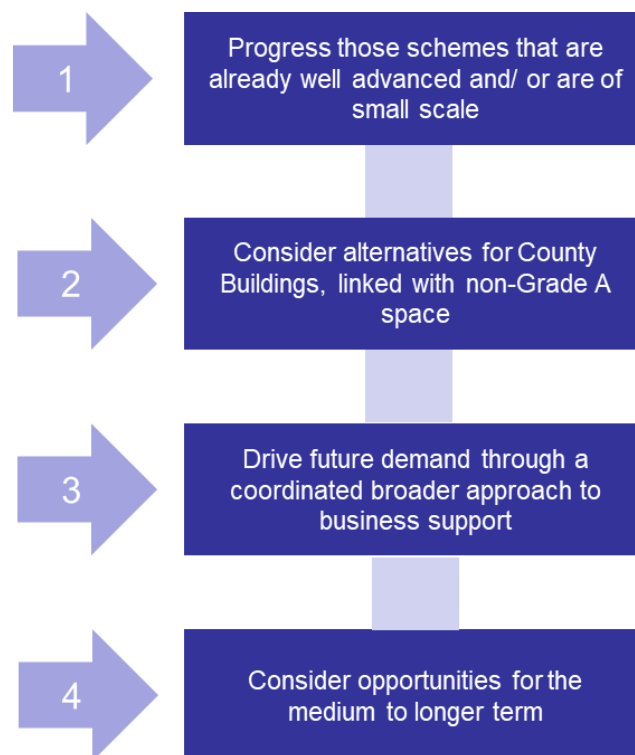 1
Progress those schemes that are
already well advanced and/ or are of
small scale
2
Consider alternatives for County
Buildings, linked with non-Grade A
space
3
Drive future demand through a
coordinated broader approach to
business support
4
Consider opportunities for the
medium to longer term